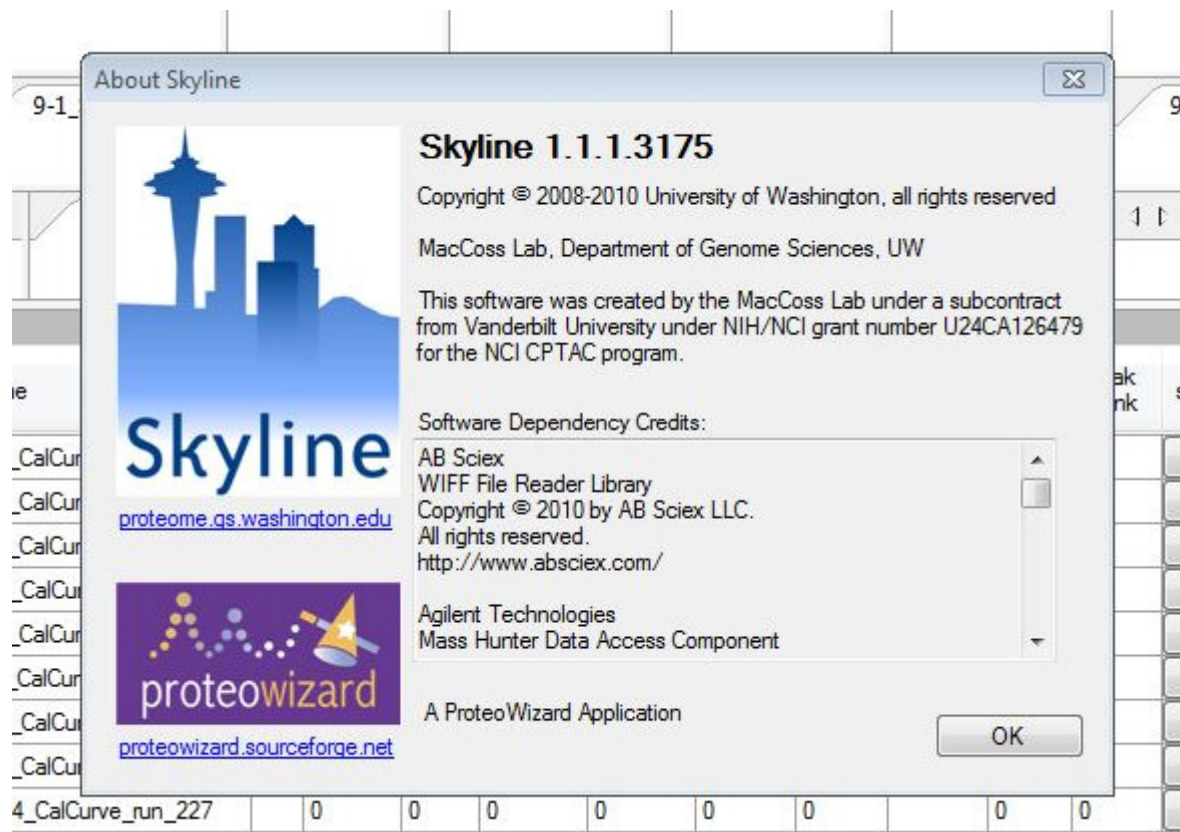 About Skyline
9-1_
9
Skyline 1.1.1.3175
Copyright © 2008-2010 University of Washington, all rights reserved
MacCoss Lab, Department of Genome Sciences, UW
This software was created by the MacCoss Lab under a subcontract
from Vanderbilt University under NIH/NCI grant number U24CA126479
for the NCI CPTAC program.
Skyline
proteome.gs.washington.edu
Software Dependency Credits:
AB Sciex
WIFF File Reader Library
Copyright © 2010 by AB Sciex LLC.
All rights reserved.
http://www.absciex.com/
Agilent Technologies
Mass Hunter Data Access Component
proteowizard
proteowizard.sourceforge.net
A ProteoWizard Application
OK
_CalCur
_CalCur
_CalCur
_CalCur
_CalCur
_CalCur
_CalCur
_CalCur
4_CalCurve_run_227 0 0 0 0 0 0 0 0